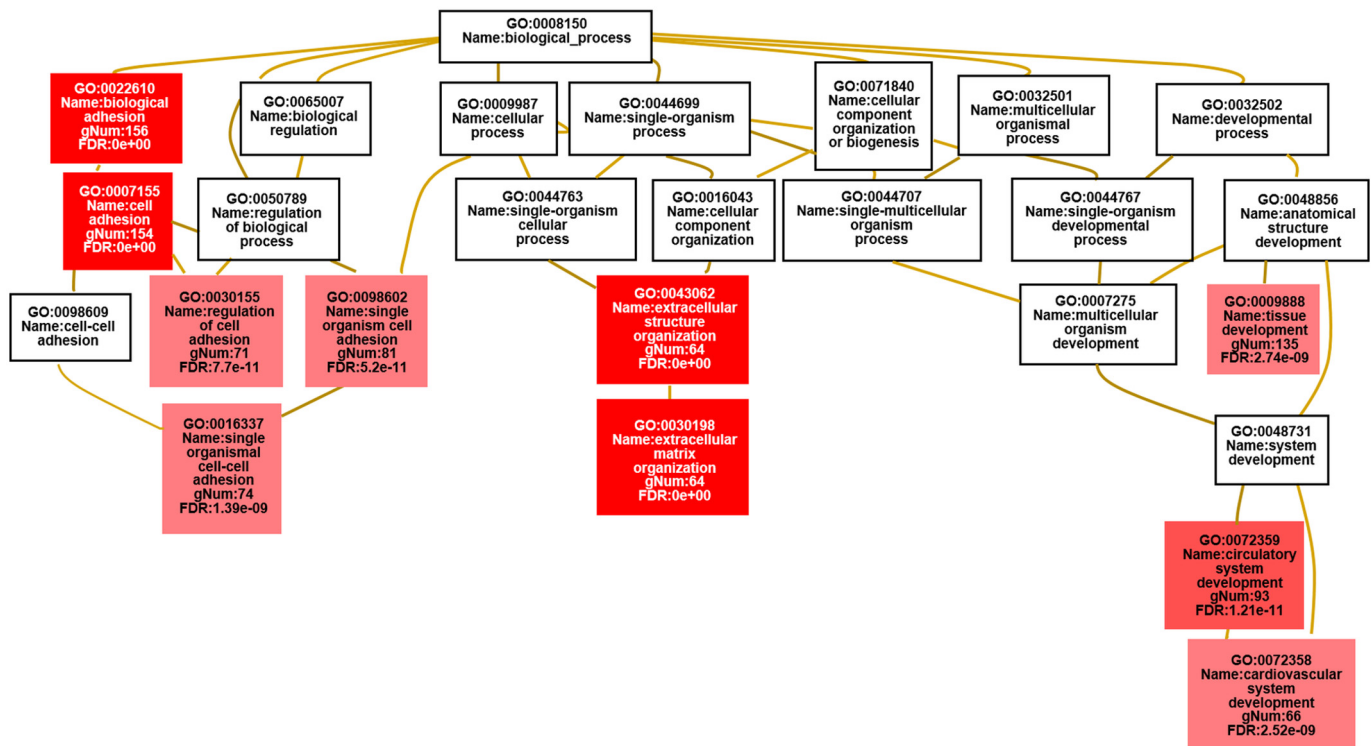 GO:0008150
Name:biological_process
GO:0022610
Name:biological
adhesion
gNum:156
FDR:0e+00
GO:0065007
Name:biological
regulation
GO:0009987
Name:cellular
process
GO:0044699
Name:single-organism
process
GO:0071840
Name:cellular
component
organization
or biogenesis
GO:0032501
Name:multicellular
organismal
process
GO:0032502
Name:developmental
process
GO:0007155
Name:cell
adhesion
gNum:154
FDR:0e+00
GO:0050789
Name:regulation
of biological
process
GO:0044763
Name:single-organism
cellular
process
GO:0016043
Name:cellular
component
organization
GO:0044707
Name:single-multicellular
organism
process
GO:0044767
Name:single-organism
developmental
process
GO:0048856
Name:anatomical
structure
development
GO:0098609
Name:cell-cell
adhesion
GO:0030155
Name:regulation
of cell
adhesion
gNum:71
FDR:7.7e-11
GO:0098602
Name:single
organism cell
adhesion
gNum:81
FDR:5.2e-11
GO:0043062
Name:extracellular
structure
organization
gNum:64
FDR:0e+00
GO:0007275
Name:multicellular
organism
development
GO:0009888
Name:tissue
development
gNum:135
FDR:2.74e-09
GO:0016337
Name:single
organismal
cell-cell
adhesion
gNum:74
FDR:1.39e-09
GO:0030198
Name:extracellular
matrix
organization
gNum:64
FDR:0e+00
GO:0048731
Name:system
development
GO:0072359
Name:circulatory
system
development
gNum:93
FDR:1.21e-11
GO:0072358
Name:cardiovascular
system
development
gNum:66
FDR:2.52e-09